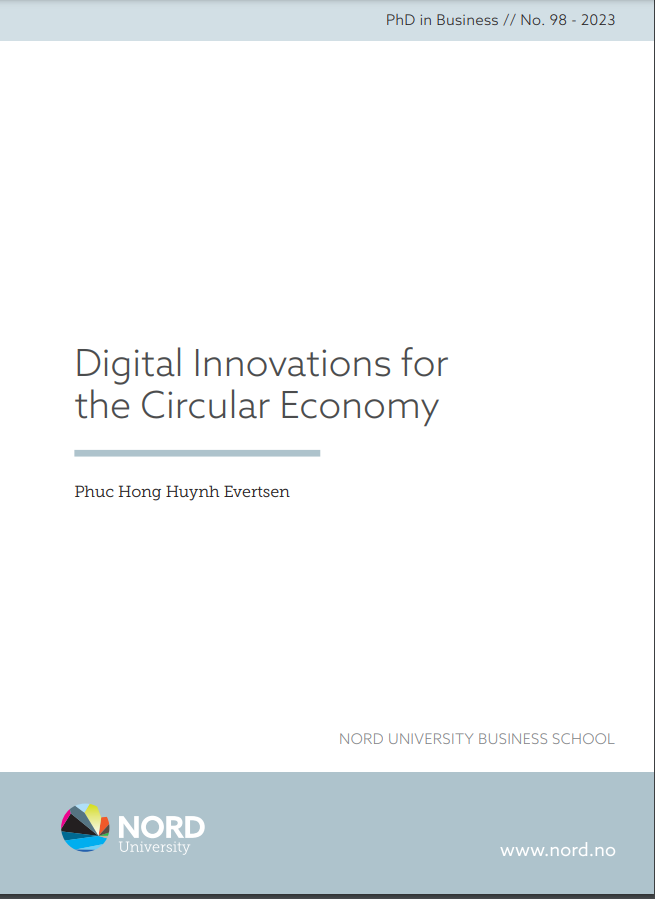 PhD in Business // No. 98 - 2023
Digital Innovations for
the Circular Economy
Phuc Hong Huynh Evertsen
NORD UNIVERSITY BUSINESS SCHOOL
NORD
University
www.nord.no